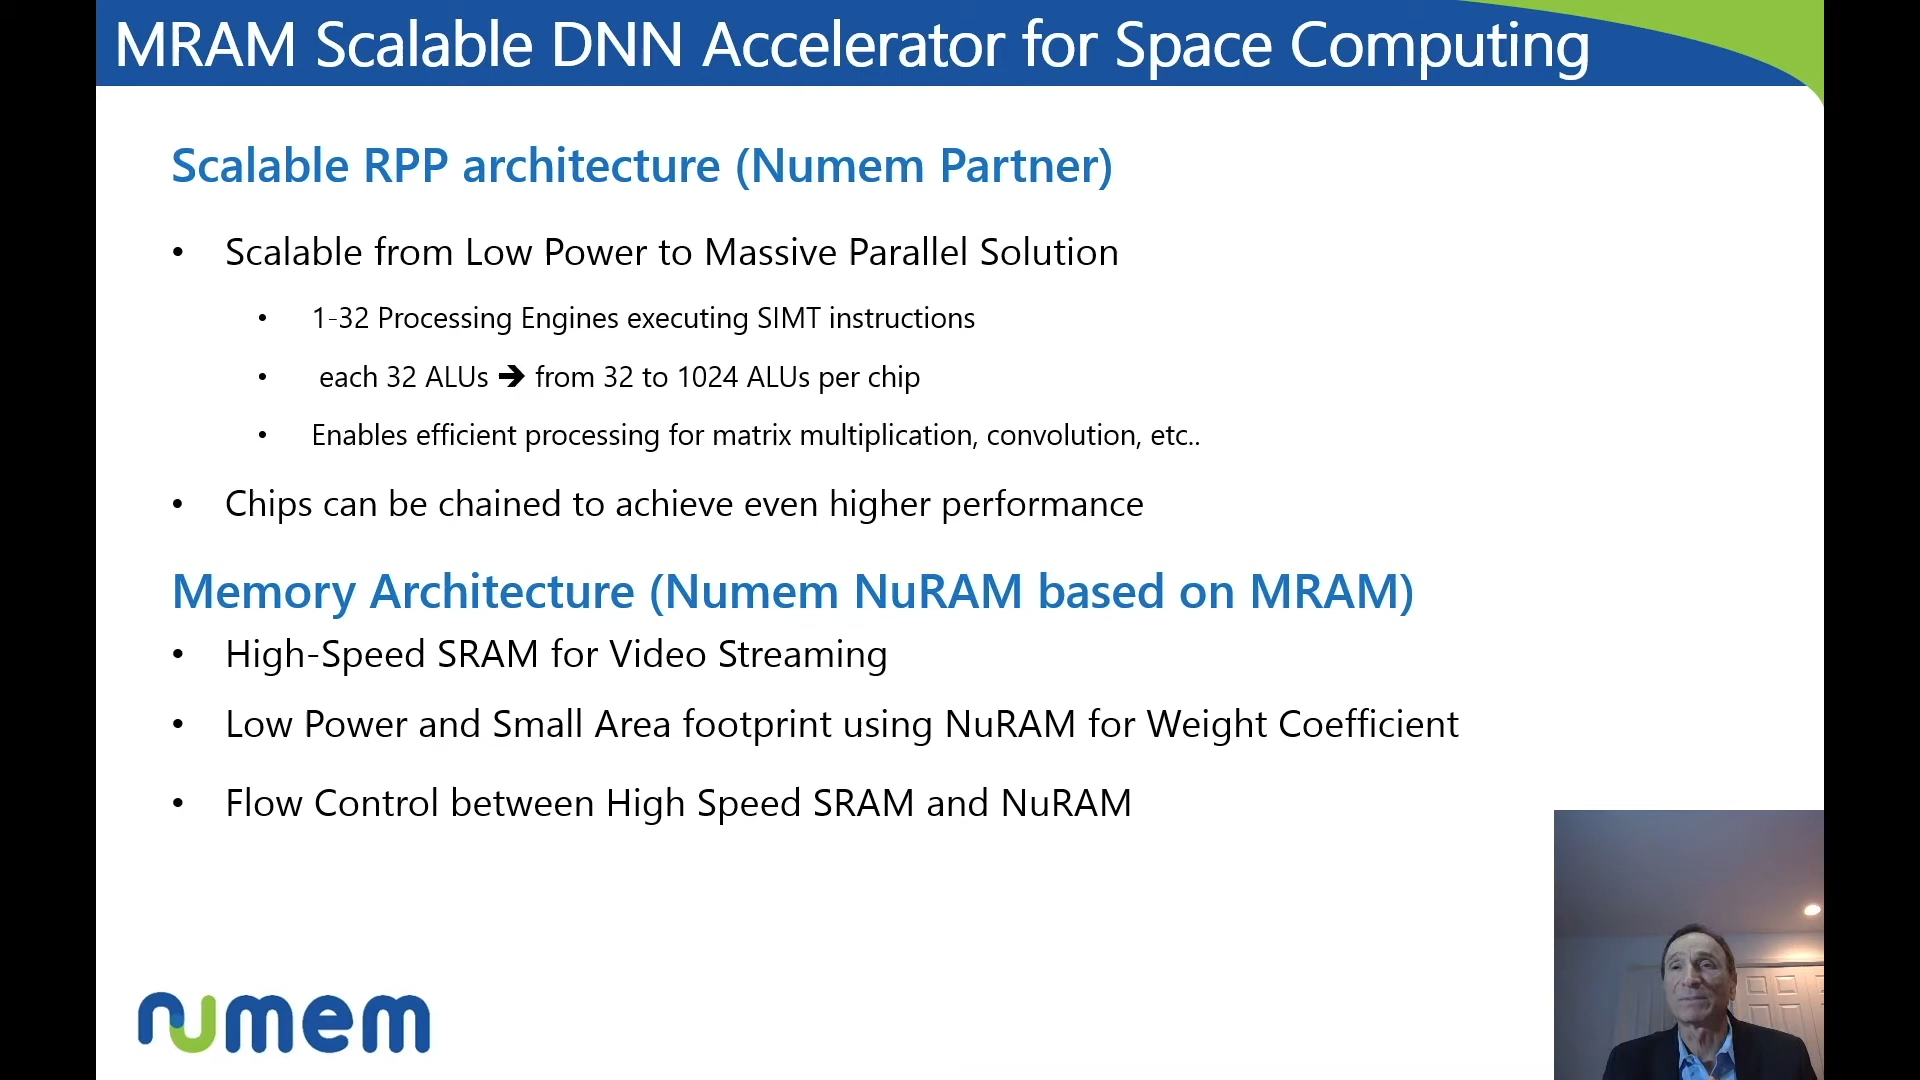 MRAM Scalable DNN Accelerator for Space Computing
Scalable RPP architecture (Numem Partner)
• Scalable from Low Power to Massive Parallel Solution
• 1-32 Processing Engines executing SIMT instructions
• each 32 ALUs 🡺 from 32 to 1024 ALUs per chip
• Enables efficient processing for matrix multiplication, convolution, etc..
• Chips can be chained to achieve even higher performance
Memory Architecture (Numem NuRAM based on MRAM)
• High-Speed SRAM for Video Streaming
• Low Power and Small Area footprint using NuRAM for Weight Coefficient
• Flow Control between High Speed SRAM and NuRAM
numem